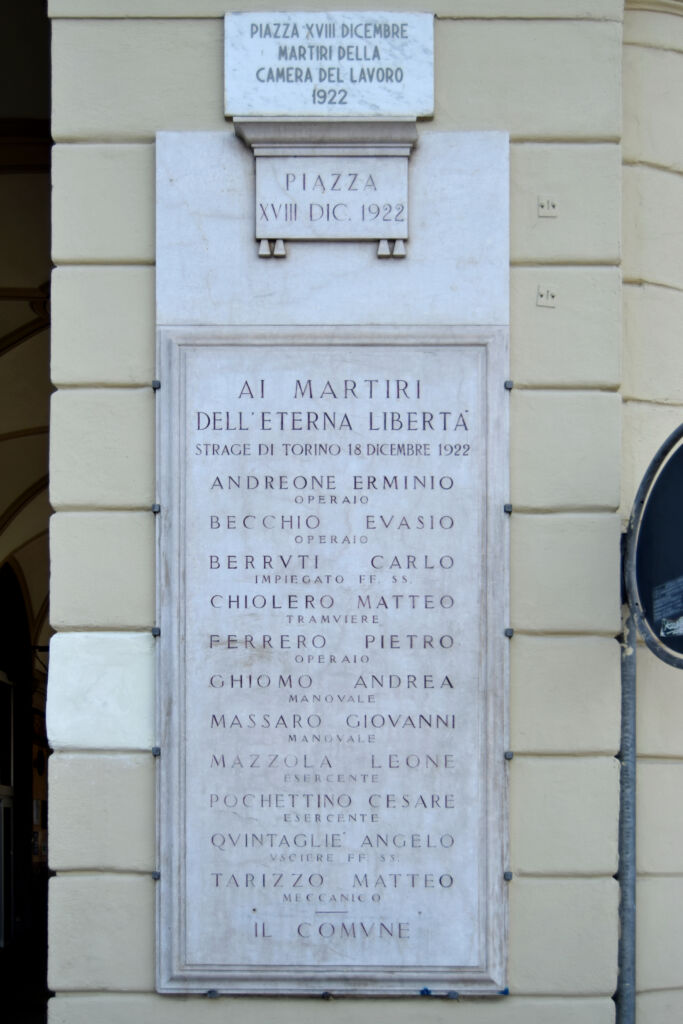 PIAZZA XVIII DICEMBRE
MARTIRI DELLA
CAMERA DEL LAVORO
1922
PIAZZA
XVIII DIC. 1922
AI MARTIRI
DELL'ETERNA LIBERTA'
STRAGE DI TORINO 18 DICEMBRE 1922
ANDREONE ERMINIO
OPERAIO
BECCHIO EVASIO
OPERAIO
BERRVTI CARLO
IMPIEGATO FF. SS.
CHIOLERO MATTEO
TRAMVIERE
FERRERO PIETRO
OPERAIO
GHIOMO ANDREA
MANOVALE
MASSARO GIOVANNI
MANOVALE
MAZZOLA LEONE
ESERCENTE
POCHETTINO CESARE
ESERCENTE
QVINTAGLIE' ANGELO
VSCIERE FF. SS.
TARIZZO MATTEO
MECCANICO
IL COMVNE